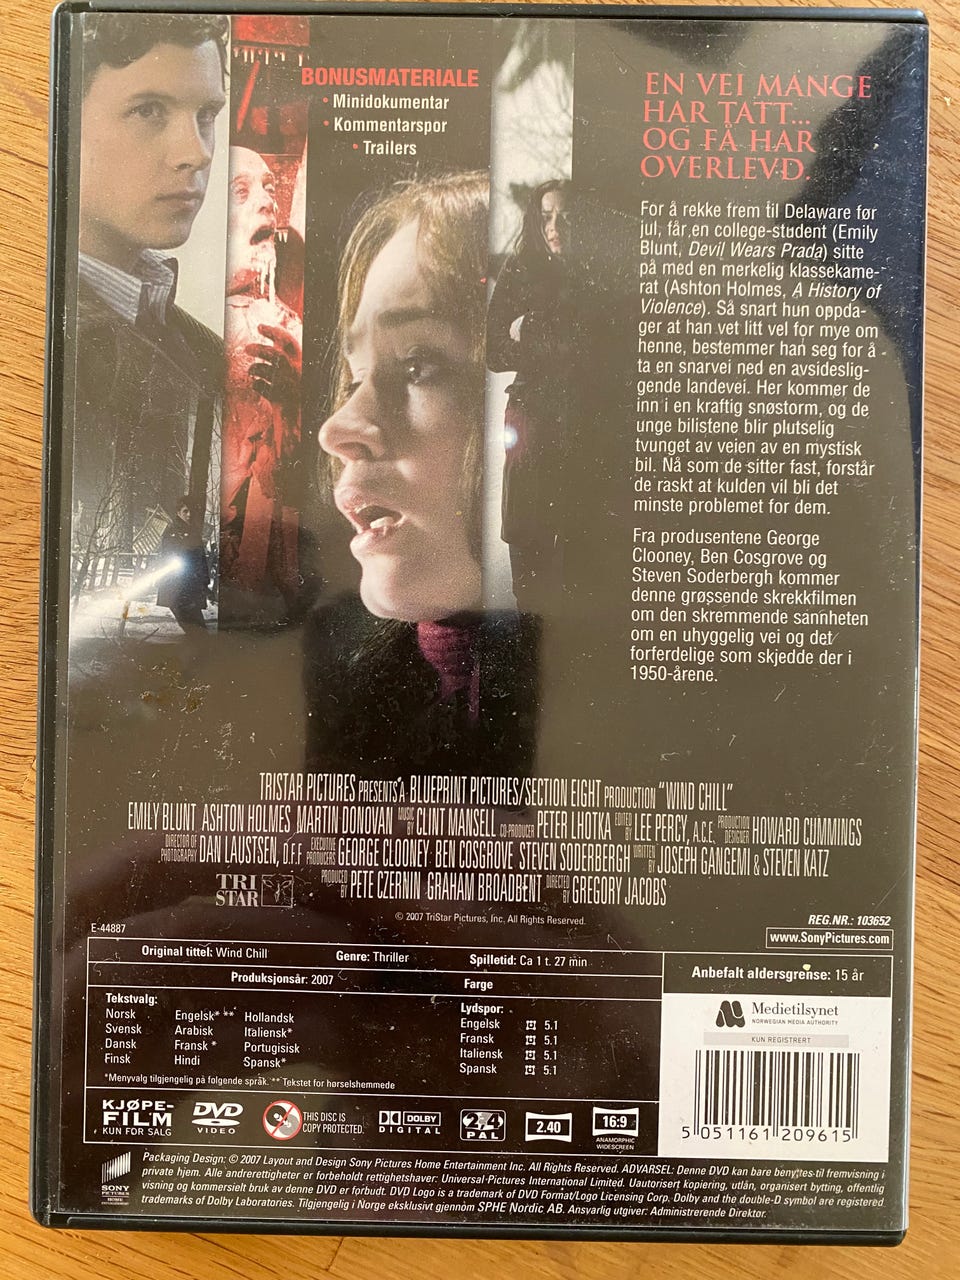 BONUSMATERIALE
• Minidokumentar
• Kommentarspor
• Trailers
EN VEI MANGE
HAR TATT...
OG FÅ HAR
OVERLEVD.
For å rekke frem til Delaware før
jul, får en college-student (Emily
Blunt, Devil Wears Prada) sitte
på med en merkelig klassekame-
rat (Ashton Holmes, A History of
Violence). Så snart hun oppda-
ger at han vet litt vel for mye om
henne, bestemmer han seg for å
ta en snarvei ned en avsideslig-
gende landevei. Her kommer de
inn i en kraftig snøstorm, og de
unge bilistene blir plutselig
tvunget av veien av en mystisk
bil. Nå som de sitter fast, forstår
de raskt at kulden vil bli det
minste problemet for dem.
Fra produsentene George
Clooney, Ben Cosgrove og
Steven Soderbergh kommer
denne grøssende skrekkfilmen
om den skremmende sannheten
om en uhyggelig vei og det
forferdelige som skjedde der i
1950-årene.
TRISTAR PICTURES PRESENTS A BLUEPRINT PICTURES/SECTION EIGHT PRODUCTION "WIND CHILL"
EMILY BLUNT ASHTON HOLMES MARTIN DONOVAN MUSIC BY CLINT MANSELL CO-PRODUCER PETER LHOTKA EDITED BY LEE PERCY, A.C.E. PRODUCTION DESIGNER HOWARD CUMMINGS
DIRECTOR OF PHOTOGRAPHY DAN LAUSTSEN, D.F.F EXECUTIVE PRODUCERS GEORGE CLOONEY BEN COSGROVE STEVEN SODERBERGH WRITTEN BY JOSEPH GANGEMI & STEVEN KATZ
TRI STAR PRODUCED BY PETE CZERNIN GRAHAM BROADBENT DIRECTED BY GREGORY JACOBS
© 2007 TriStar Pictures, Inc. All Rights Reserved.
REG.NR.: 103652
E-44887
www.SonyPictures.com
Original tittel: Wind Chill Genre: Thriller Spilletid: Ca 1 t. 27 min
Produksjonsår: 2007 Farge
Anbefalt aldersgrense: 15 år
Tekstvalg:
Norsk Engelsk* ** Hollandsk
Svensk Arabisk Italiensk*
Dansk Fransk * Portugisisk
Finsk Hindi Spansk*
*Menyvalg tilgjengelig på følgende språk. ** Tekstet for hørselshemmede
Lydspor:
Engelsk 5.1
Fransk 5.1
Italiensk 5.1
Spansk 5.1
Medietilsynet
NORWEGIAN MEDIA AUTHORITY
KUN REGISTRERT
5 051161 209615
KJØPE-
FILM
KUN FOR SALG
DVD
VIDEO
THIS DISC IS
COPY PROTECTED.
DOLBY
DIGITAL
2/4
PAL
2.40
16:9
ANAMORPHIC
WIDESCREEN
SONY
PICTURES
HOME
ENTERTAINMENT
Packaging Design: © 2007 Layout and Design Sony Pictures Home Entertainment Inc. All Rights Reserved. ADVARSEL: Denne DVD kan bare benyttes til fremvisning i
private hjem. Alle andrerettigheter er forbeholdt rettighetshaver: Universal-Pictures International Limited. Uautorisert kopiering, utlån, organisert bytting, offentlig
visning og kommersielt bruk av denne DVD er forbudt. DVD Logo is a trademark of DVD Format/Logo Licensing Corp. Dolby and the double-D symbol are registered
trademarks of Dolby Laboratories. Tilgjengelig i Norge eksklusivt gjennom SPHE Nordic AB. Ansvarlig utgiver: Administrerende Direktør.